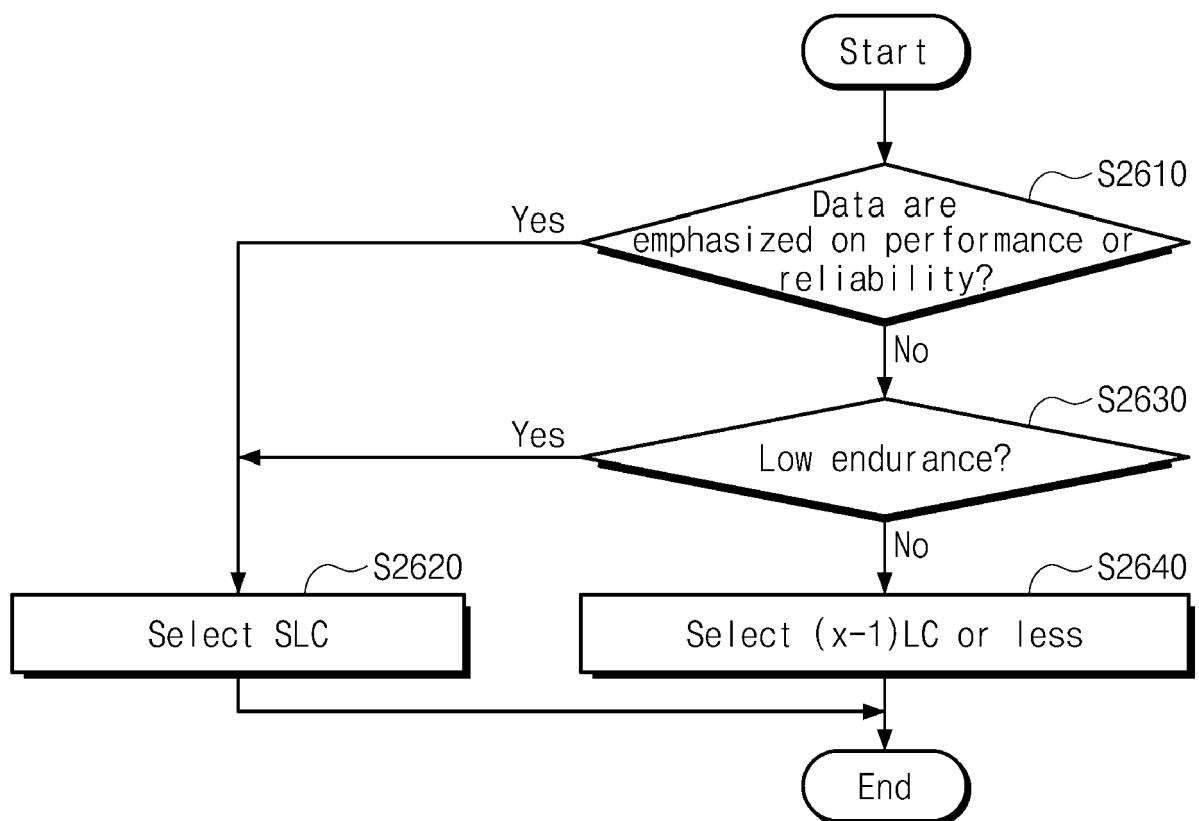 Start
S2610
Data are
emphasized on performance or
reliability?
Yes
No
S2630
Low endurance?
Yes
No
S2620
Select SLC
S2640
Select (x-1)LC or less
End